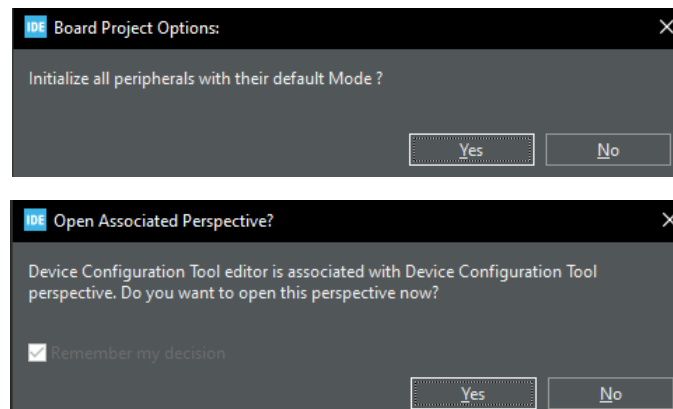 IDE Board Project Options:
Initialize all peripherals with their default Mode ?
Yes No
IDE Open Associated Perspective?
Device Configuration Tool editor is associated with Device Configuration Tool
perspective. Do you want to open this perspective now?
Remember my decision
Yes No